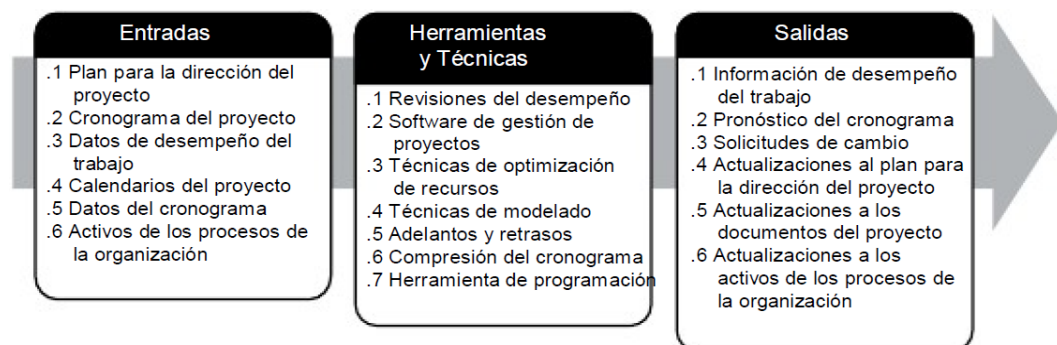 Entradas
.1 Plan para la dirección del
proyecto
.2 Cronograma del proyecto
.3 Datos de desempeño del
trabajo
.4 Calendarios del proyecto
.5 Datos del cronograma
.6 Activos de los procesos de
la organización
Herramientas
y Técnicas
.1 Revisiones del desempeño
.2 Software de gestión de
proyectos
.3 Técnicas de optimización
de recursos
.4 Técnicas de modelado
.5 Adelantos y retrasos
.6 Compresión del cronograma
.7 Herramienta de programación
Salidas
.1 Información de desempeño
del trabajo
.2 Pronóstico del cronograma
.3 Solicitudes de cambio
.4 Actualizaciones al plan para
la dirección del proyecto
.5 Actualizaciones a los
documentos del proyecto
.6 Actualizaciones a los
activos de los procesos de
la organización